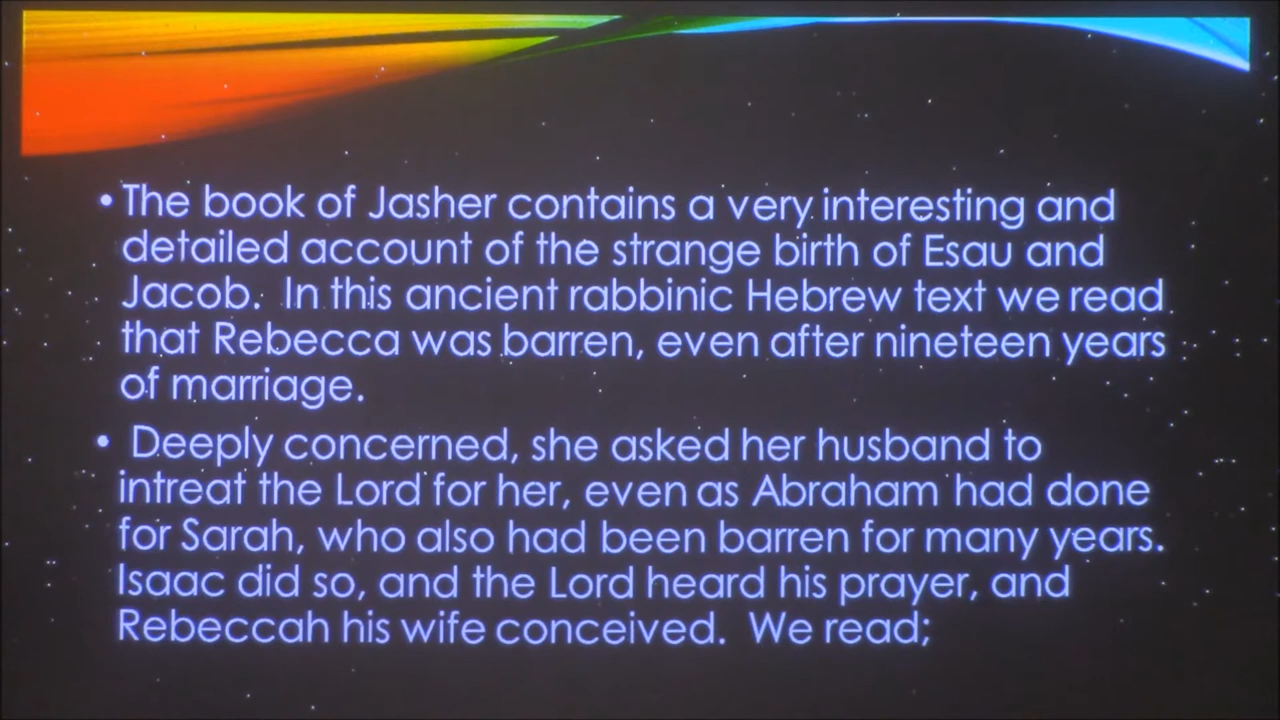 • The book of Jasher contains a very interesting and
detailed account of the strange birth of Esau and
Jacob. In this ancient rabbinic Hebrew text we read
that Rebecca was barren, even after nineteen years
of marriage.
• Deeply concerned, she asked her husband to
intreat the Lord for her, even as Abraham had done
for Sarah, who also had been barren for many years.
Isaac did so, and the Lord heard his prayer, and
Rebeccah his wife conceived. We read;